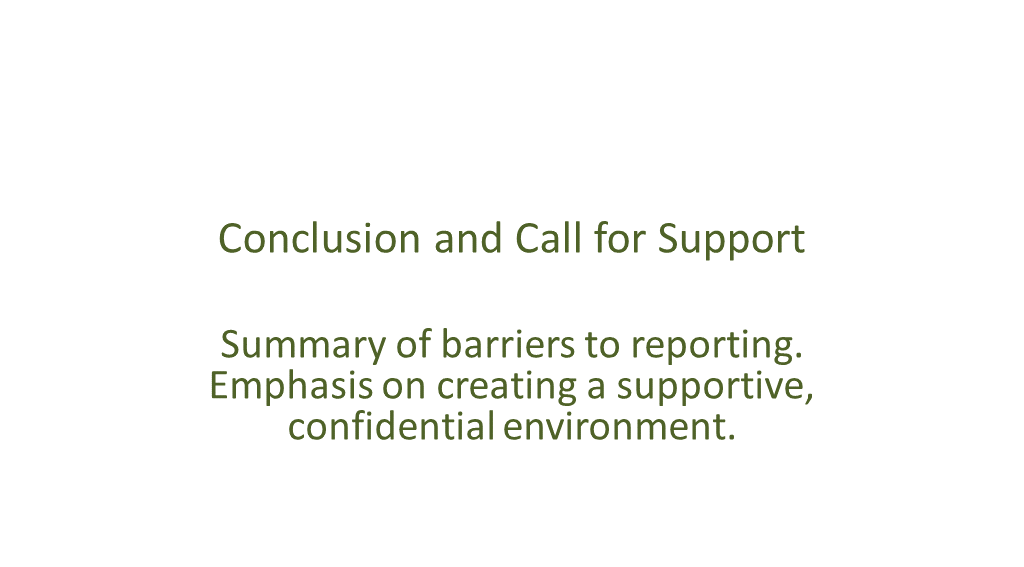 Conclusion and Call for Support
Summary of barriers to reporting.
Emphasis on creating a supportive,
confidential environment.